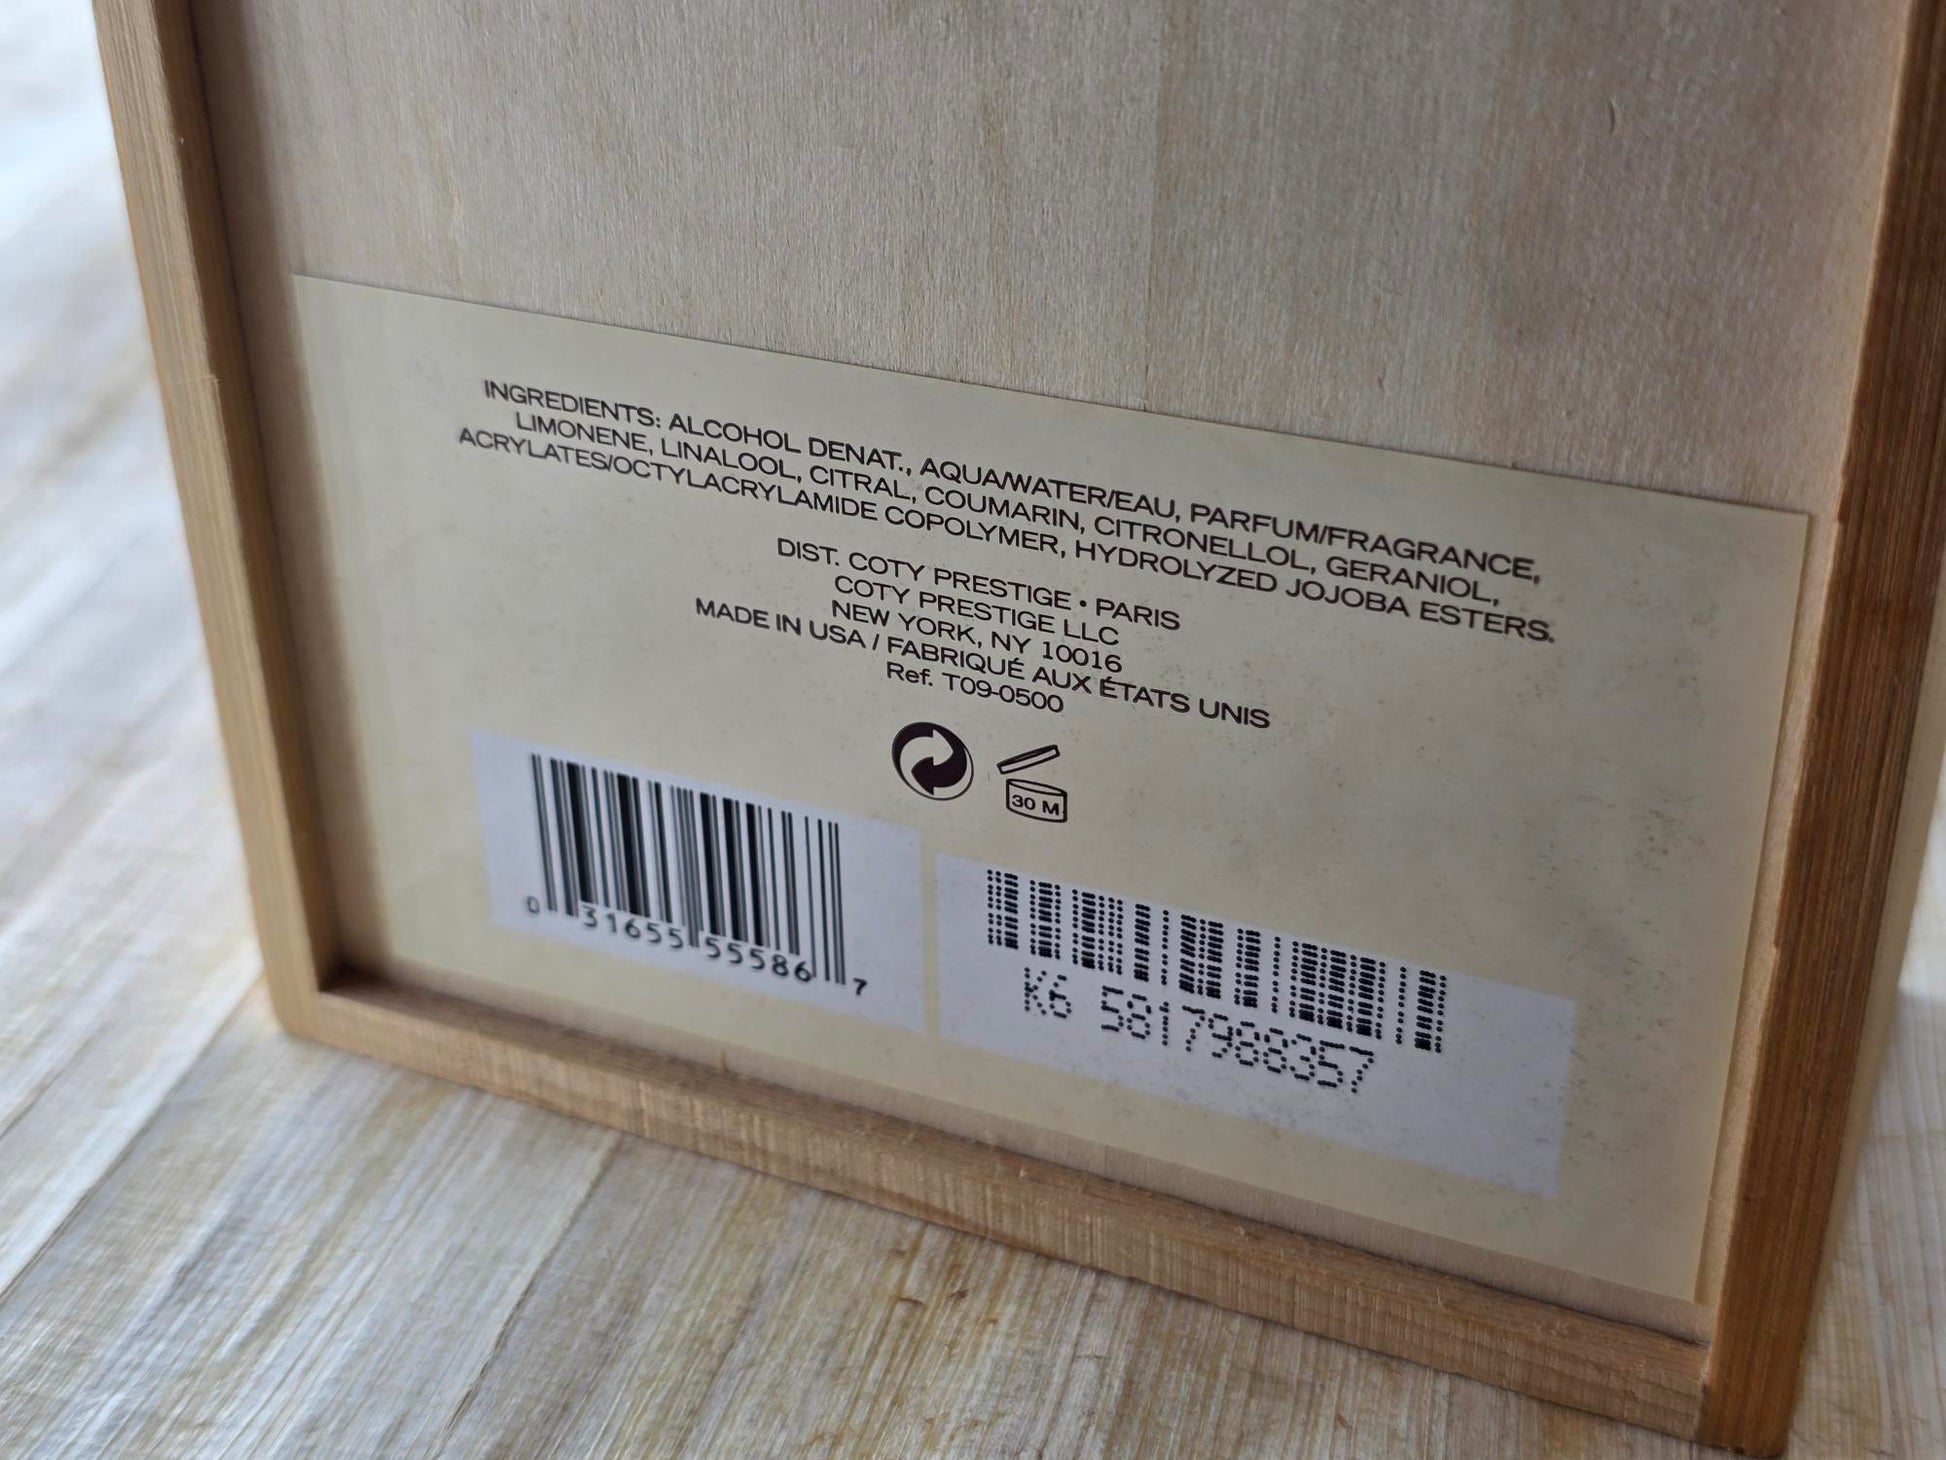 INGREDIENTS: ALCOHOL DENAT., AQUA/WATER/EAU, PARFUM/FRAGRANCE,
LIMONENE, LINALOOL, CITRAL, COUMARIN, CITRONELLOL, GERANIOL,
ACRYLATES/OCTYLACRYLAMIDE COPOLYMER, HYDROLYZED JOJOBA ESTERS.
DIST. COTY PRESTIGE • PARIS
COTY PRESTIGE LLC
NEW YORK, NY 10016
MADE IN USA / FABRIQUÉ AUX ÉTATS UNIS
Ref. T09-0500
30 M
0 31655 55586 7
K6 5817988357